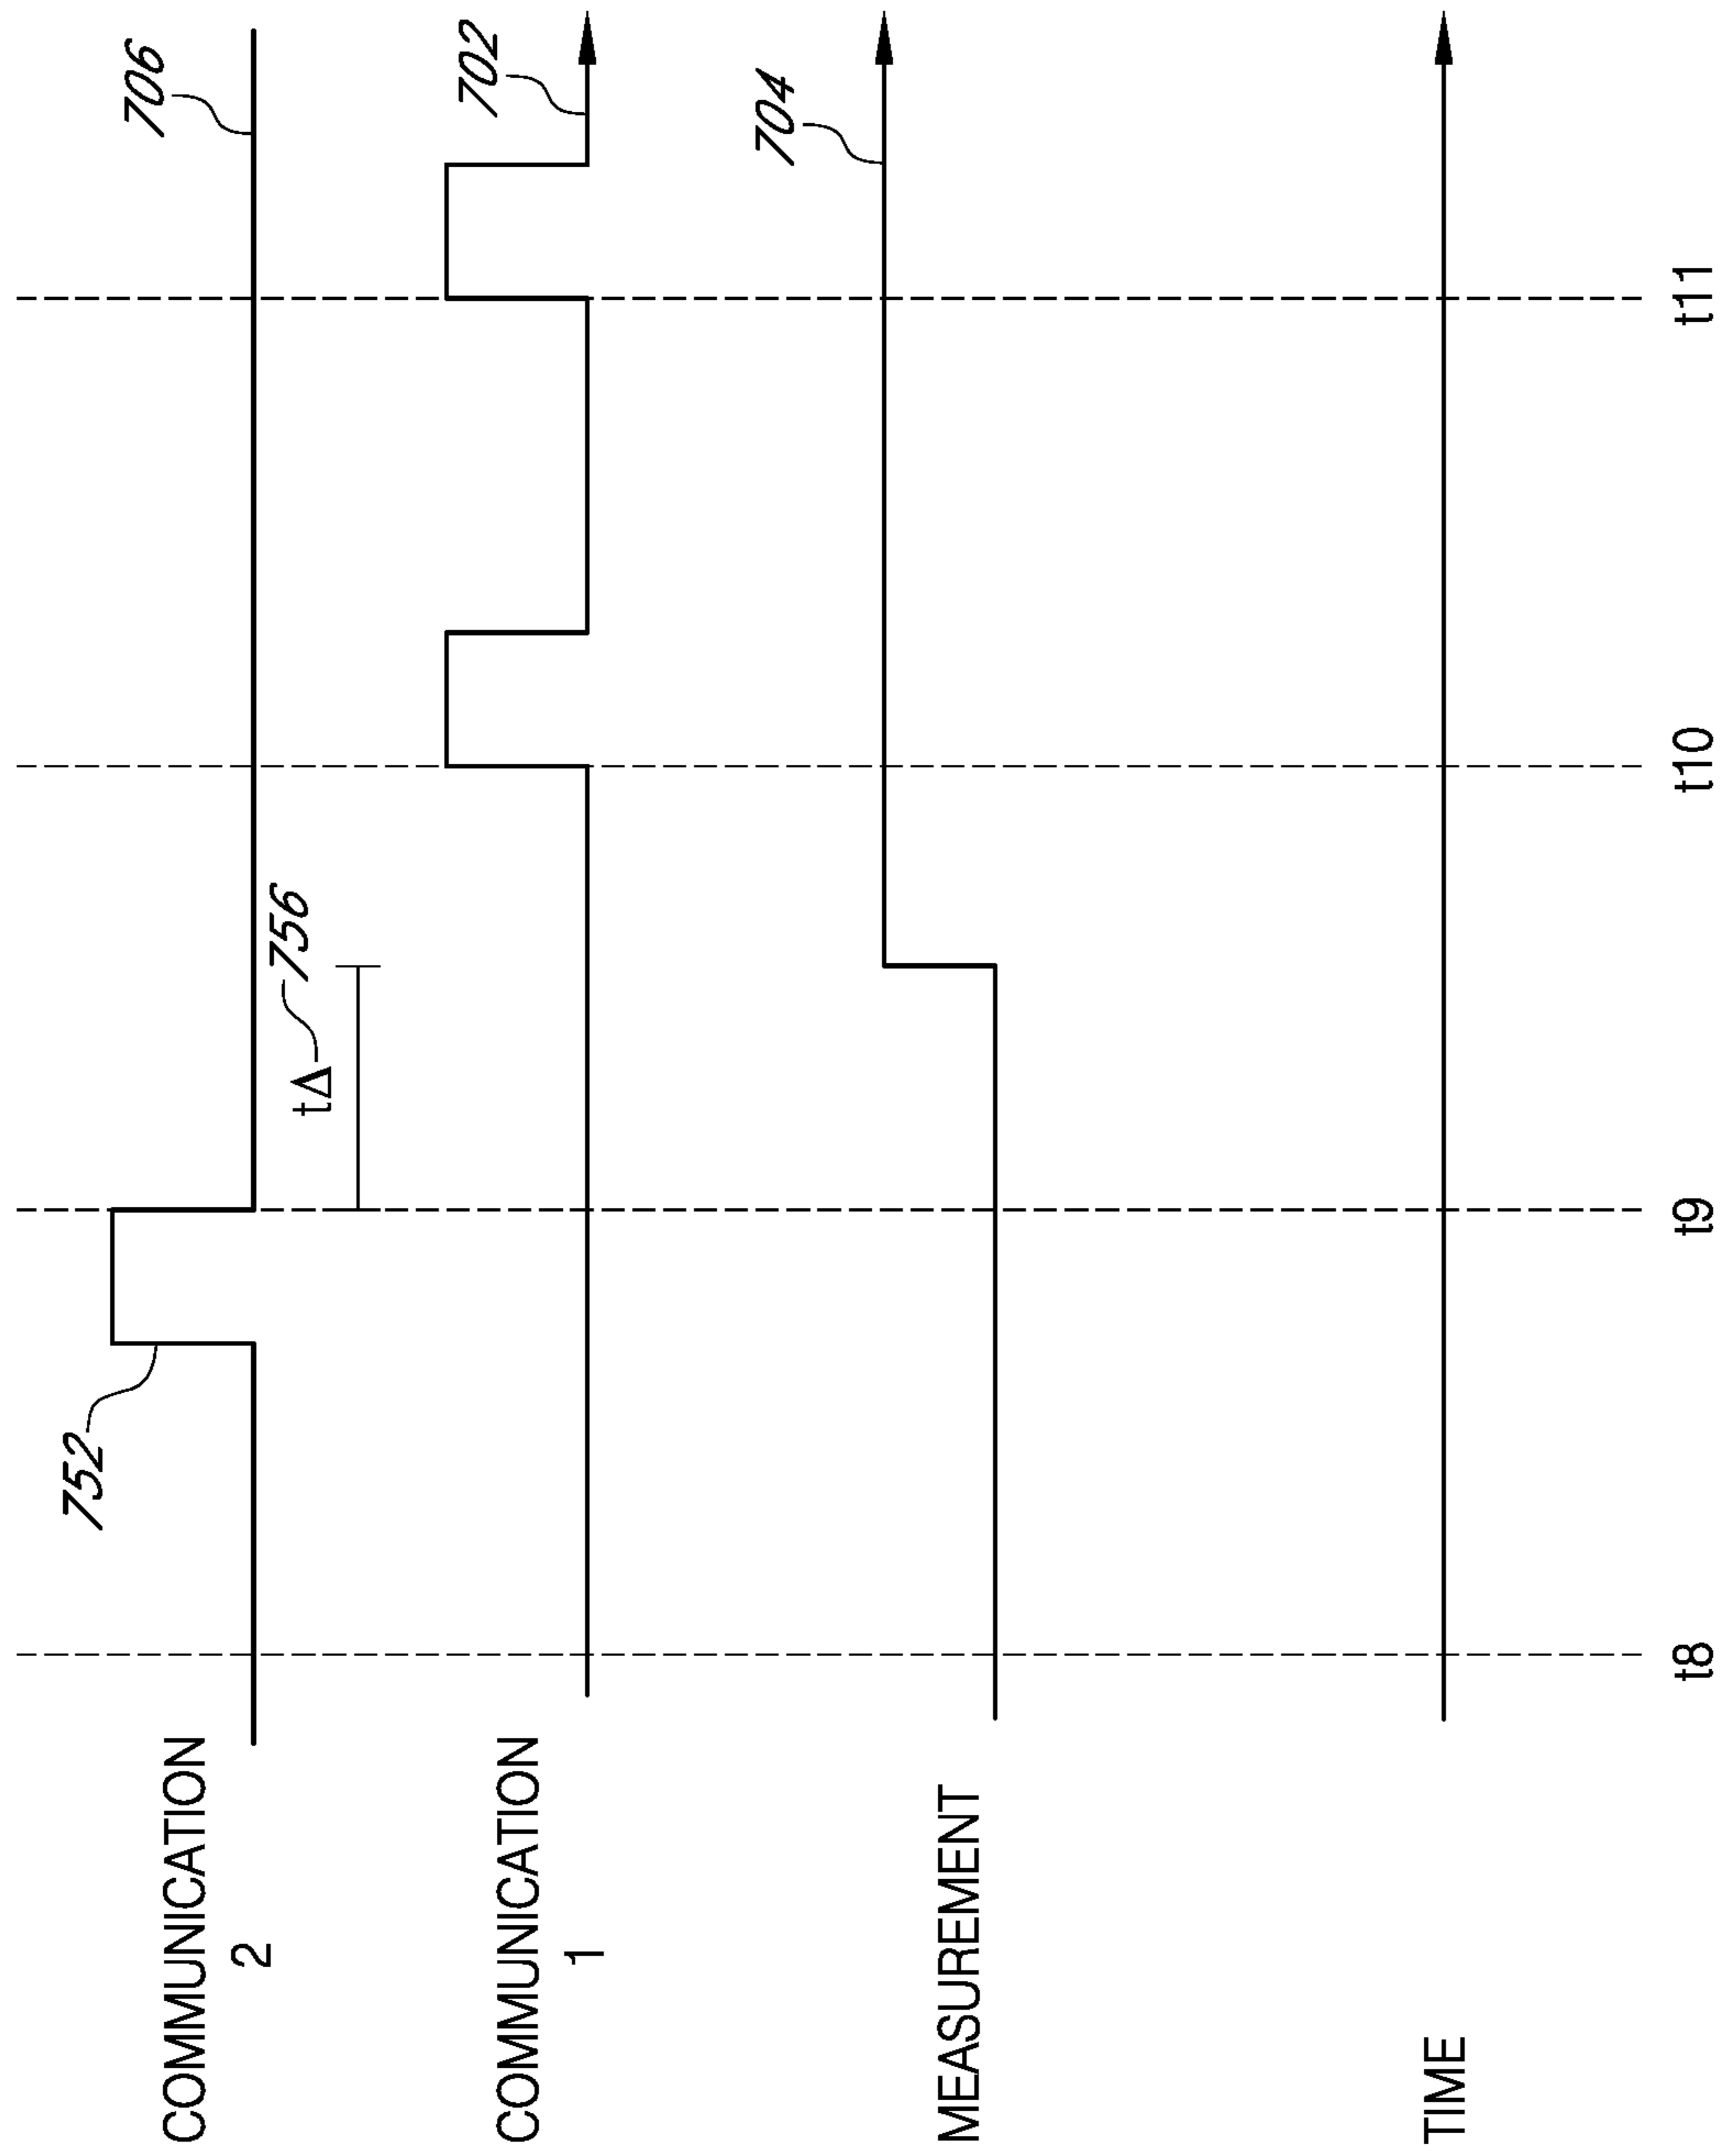 752
706
COMMUNICATION
2
tΔ
756
702
COMMUNICATION
1
704
MEASUREMENT
TIME
t8
t9
t10
t11